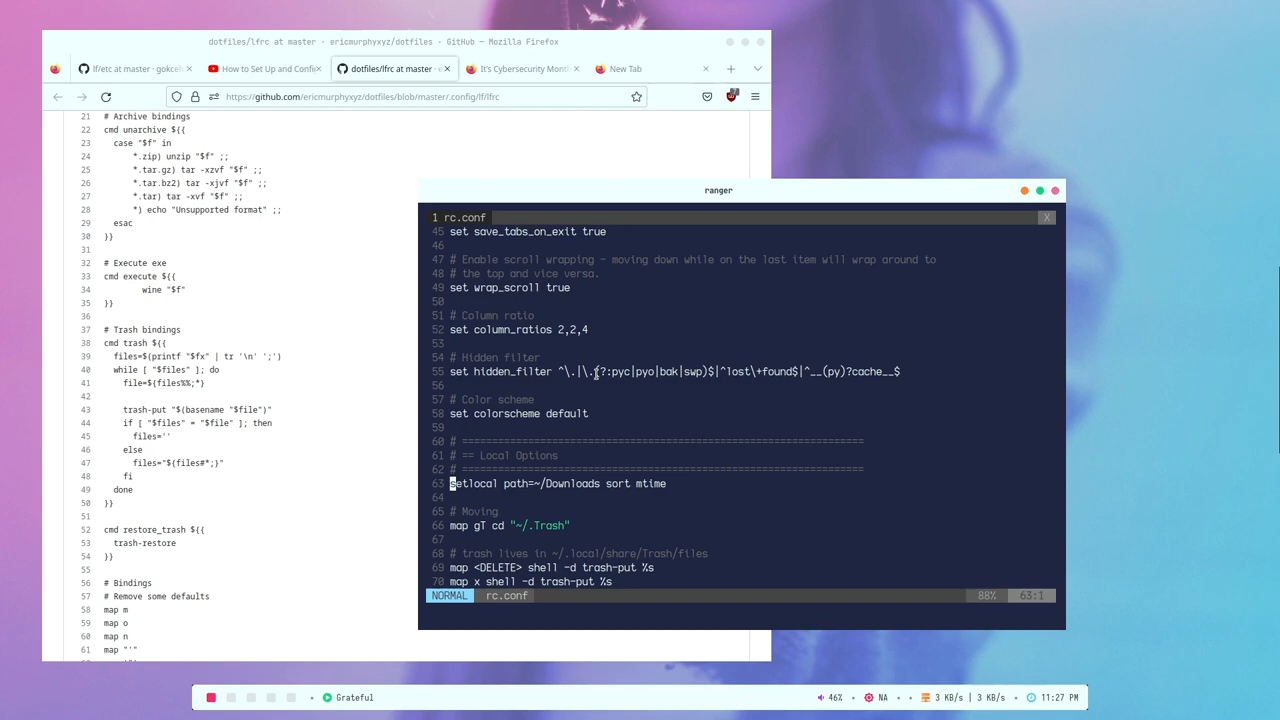 dotfiles/lfrc at master · ericmurphyxyz/dotfiles · GitHub — Mozilla Firefox
lf/etc at master · gokceh
How to Set Up and Confi
dotfiles/lfrc at master · e
It's Cybersecurity Month
New Tab
https://github.com/ericmurphyxyz/dotfiles/blob/master/.config/lf/lfrc
21 # Archive bindings
22 cmd unarchive ${{
23 case "$f" in
24 *.zip) unzip "$f" ;;
25 *.tar.gz) tar -xzvf "$f" ;;
26 *.tar.bz2) tar -xjvf "$f" ;;
27 *.tar) tar -xvf "$f" ;;
28 *) echo "Unsupported format" ;;
29 esac
30 }}
31
32 # Execute exe
33 cmd execute ${{
34 wine "$f"
35 }}
36
37 # Trash bindings
38 cmd trash ${{
39 files=$(printf "$fx" | tr '\n' ';')
40 while [ "$files" ]; do
41 file=${files%%;*}
42
43 trash-put "$(basename "$file")"
44 if [ "$files" = "$file" ]; then
45 files=''
46 else
47 files="${files#*;}"
48 fi
49 done
50 }}
51
52 cmd restore_trash ${{
53 trash-restore
54 }}
55
56 # Bindings
57 # Remove some defaults
58 map m
59 map o
60 map n
61 map "'"
ranger
1 rc.conf X
45 set save_tabs_on_exit true
46
47 # Enable scroll wrapping - moving down while on the last item will wrap around to
48 # the top and vice versa.
49 set wrap_scroll true
50
51 # Column ratio
52 set column_ratios 2,2,4
53
54 # Hidden filter
55 set hidden_filter ^\.|\.(?:pyc|pyo|bak|swp)$|^lost\+found$|^__(py)?cache__$
56
57 # Color scheme
58 set colorscheme default
59
60 # ===================================================================
61 # == Local Options
62 # ===================================================================
63 setlocal path=~/Downloads sort mtime
64
65 # Moving
66 map gT cd "~/.Trash"
67
68 # trash lives in ~/.local/share/Trash/files
69 map <DELETE> shell -d trash-put %s
70 map x shell -d trash-put %s
NORMAL rc.conf 88% 63:1
Grateful
46% NA 3 KB/s | 3 KB/s 11:27 PM